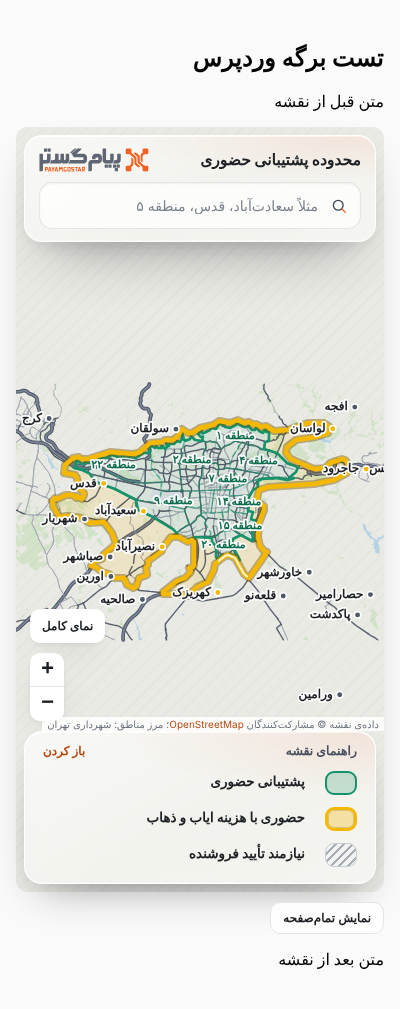 تست برگه وردپرس
متن قبل از نقشه
محدوده پشتیبانی حضوری
پیام‌گستر
PAYAMGOSTAR
مثلاً سعادت‌آباد، قدس، منطقه ۵
افجه
کرج
لواسان
سولقان
منطقه ۱
منطقه ۴
منطقه ۲
منطقه ۲۲
جاجرود
منطقه ۷
قدس
منطقه ۱۴
منطقه ۹
سعیدآباد
شهریار
منطقه ۱۵
منطقه ۲۰
نصیرآباد
صباشهر
خاورشهر
اورین
کهریزک
قلعه‌نو
حصارامیر
صالحیه
پاکدشت
نمای کامل
+
−
ورامین
داده‌ی نقشه © مشارکت‌کنندگان OpenStreetMap؛ مرز مناطق: شهرداری تهران
راهنمای نقشه
باز کردن
پشتیبانی حضوری
حضوری با هزینه ایاب و ذهاب
نیازمند تأیید فروشنده
نمایش تمام‌صفحه
متن بعد از نقشه